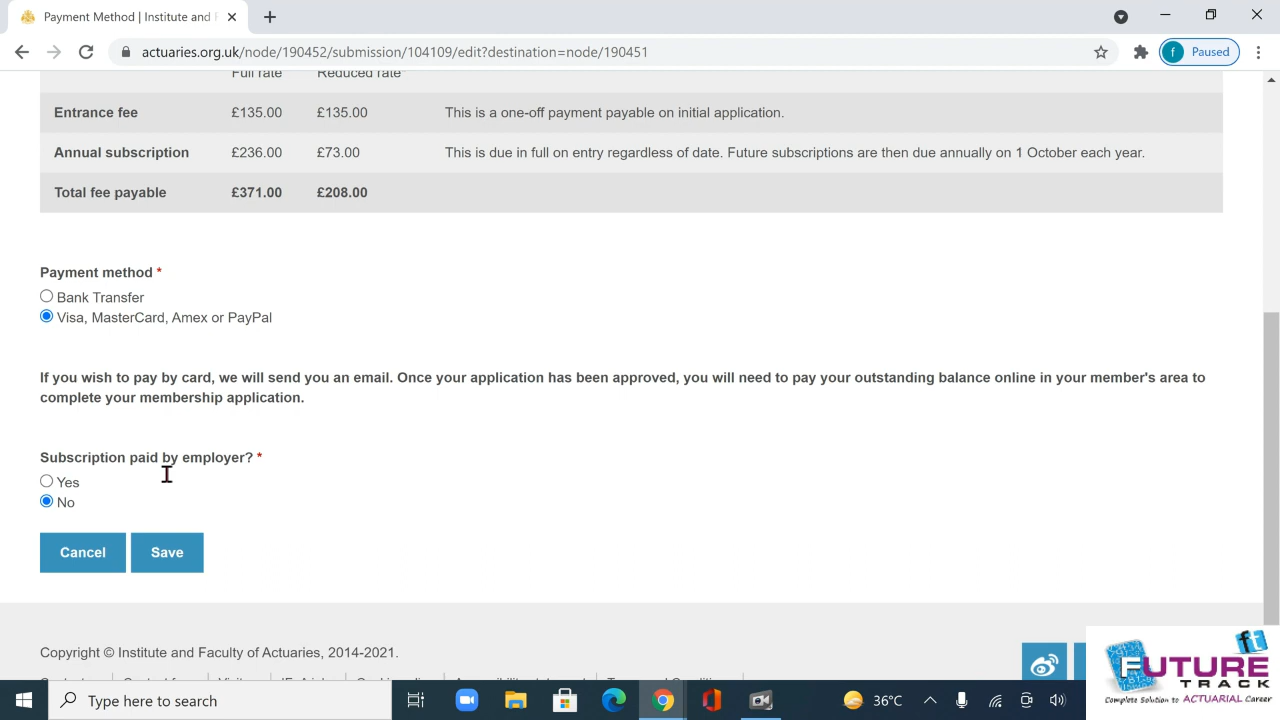 Payment Method | Institute and F
actuaries.org.uk/node/190452/submission/104109/edit?destination=node/190451
f Paused
Full rate Reduced rate
Entrance fee £135.00 £135.00 This is a one-off payment payable on initial application.
Annual subscription £236.00 £73.00 This is due in full on entry regardless of date. Future subscriptions are then due annually on 1 October each year.
Total fee payable £371.00 £208.00
Payment method *
Bank Transfer
Visa, MasterCard, Amex or PayPal
If you wish to pay by card, we will send you an email. Once your application has been approved, you will need to pay your outstanding balance online in your member's area to
complete your membership application.
Subscription paid by employer? *
Yes
No
Cancel Save
Copyright © Institute and Faculty of Actuaries, 2014-2021.
ft
FUTURE
TRACK
Complete Solution to ACTUARIAL Career
Type here to search
36°C